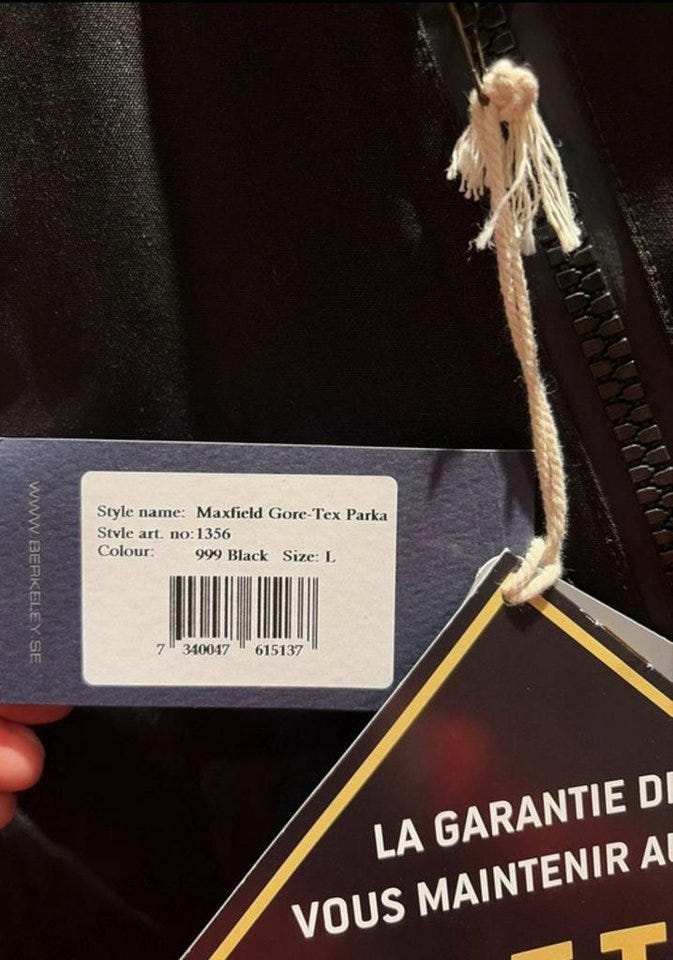 WWW.BERKELEY.SE
Style name: Maxfield Gore-Tex Parka
Style art. no:1356
Colour: 999 Black Size: L
7 340047 615137
LA GARANTIE
VOUS MAINTENIR